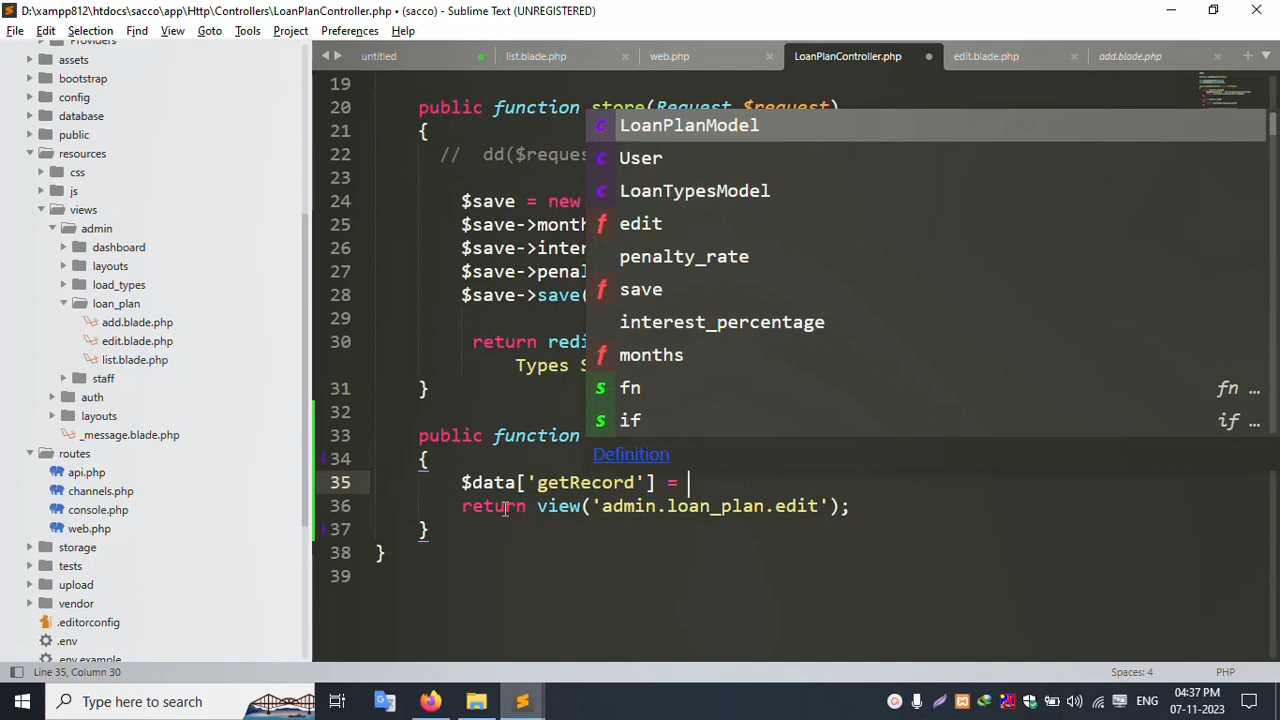 D:\xampp812\htdocs\sacco\app\Http\Controllers\LoanPlanController.php • (sacco) - Sublime Text (UNREGISTERED)
File Edit Selection Find View Goto Tools Project Preferences Help
untitled list.blade.php web.php LoanPlanController.php edit.blade.php add.blade.php
Providers
assets
bootstrap
config
database
public
resources
css
js
views
admin
dashboard
layouts
load_types
loan_plan
add.blade.php
edit.blade.php
list.blade.php
staff
auth
layouts
_message.blade.php
routes
api.php
channels.php
console.php
web.php
storage
tests
upload
vendor
.editorconfig
.env
.env.example
19
20 public function store(Request $request)
21 {
22 // dd($reques
23
24 $save = new
25 $save->month
26 $save->inter
27 $save->penal
28 $save->save(
29
30 return redi
Types S
31 }
32
33 public function
34 {
35 $data['getRecord'] =
36 return view('admin.loan_plan.edit');
37 }
38 }
39
c LoanPlanModel
c User
c LoanTypesModel
f edit
penalty_rate
f save
interest_percentage
f months
s fn fn …
s if if …
Definition
Line 35, Column 30 Spaces: 4 PHP
Type here to search
ENG 04:37 PM
07-11-2023